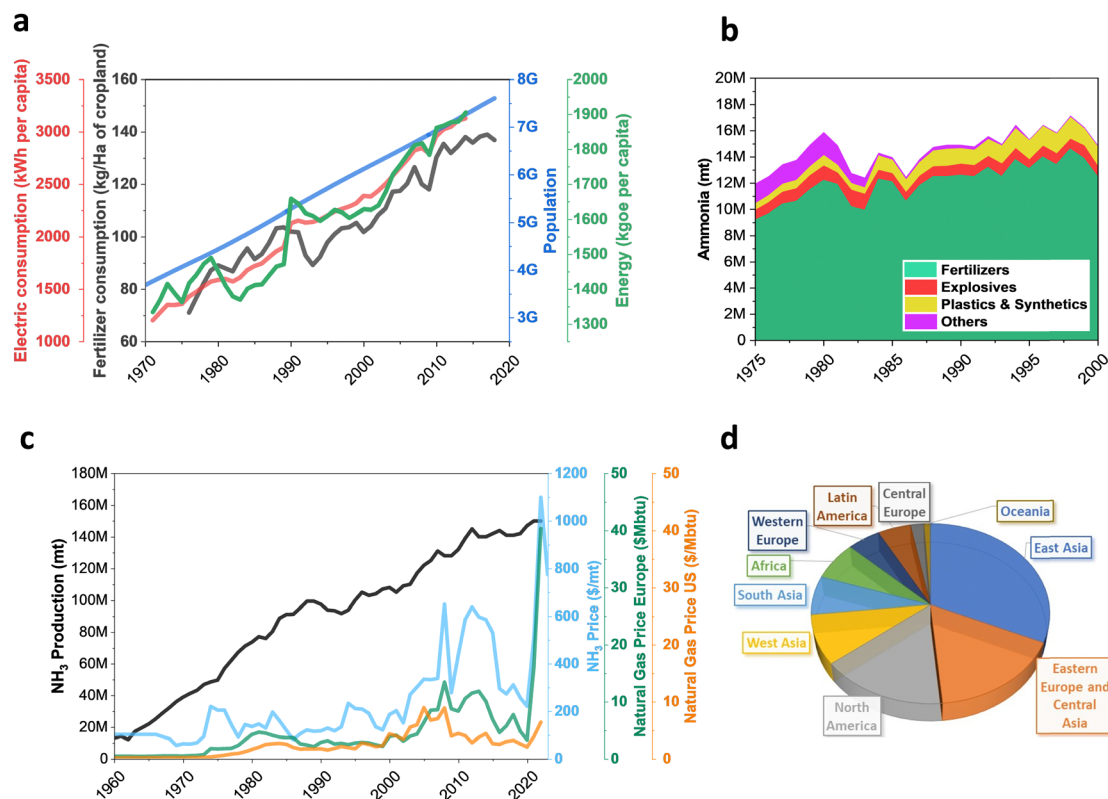 a
Electric consumption (kWh per capita)
3500
3000
2500
2000
1500
1000
Fertilizer consumption (kg/Ha of cropland)
160
140
120
100
80
60
1970
1980
1990
2000
2010
2020
8G
7G
6G
5G
4G
3G
Population
2000
1900
1800
1700
1600
1500
1400
1300
Energy (kgoe per capita)
b
Ammonia (mt)
20M
18M
16M
14M
12M
10M
8M
6M
4M
2M
0
Fertilizers
Explosives
Plastics & Synthetics
Others
1975
1980
1985
1990
1995
2000
c
NH3 Production (mt)
180M
160M
140M
120M
100M
80M
60M
40M
20M
0
1960
1970
1980
1990
2000
2010
2020
1200
1000
800
600
400
200
0
NH3 Price ($/mt)
50
40
30
20
10
0
Natural Gas Price Europe ($Mbtu)
50
40
30
20
10
0
Natural Gas Price US ($/Mbtu)
d
Central
Europe
Latin
America
Oceania
Western
Europe
East Asia
Africa
South Asia
West Asia
North
America
Eastern
Europe and
Central
Asia